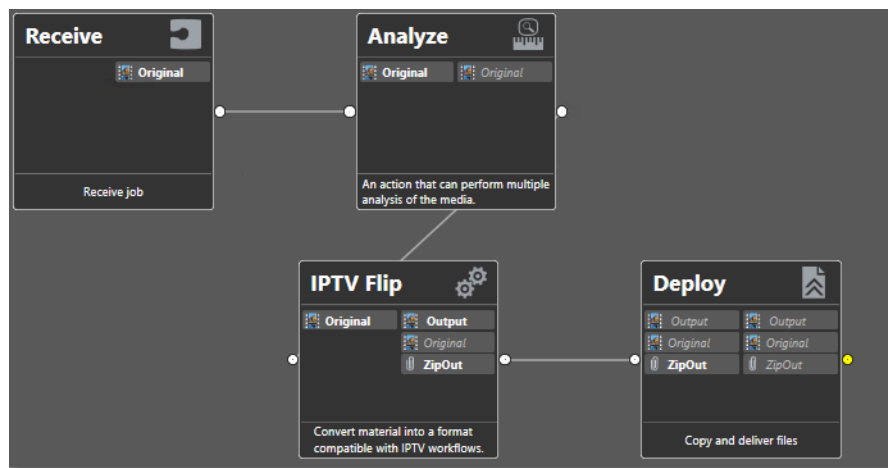 Receive
Original
Receive job
Analyze
Original Original
An action that can perform multiple
analysis of the media.
IPTV Flip
Original Output
Original
ZipOut
Convert material into a format
compatible with IPTV workflows.
Deploy
Output Output
Original Original
ZipOut ZipOut
Copy and deliver files